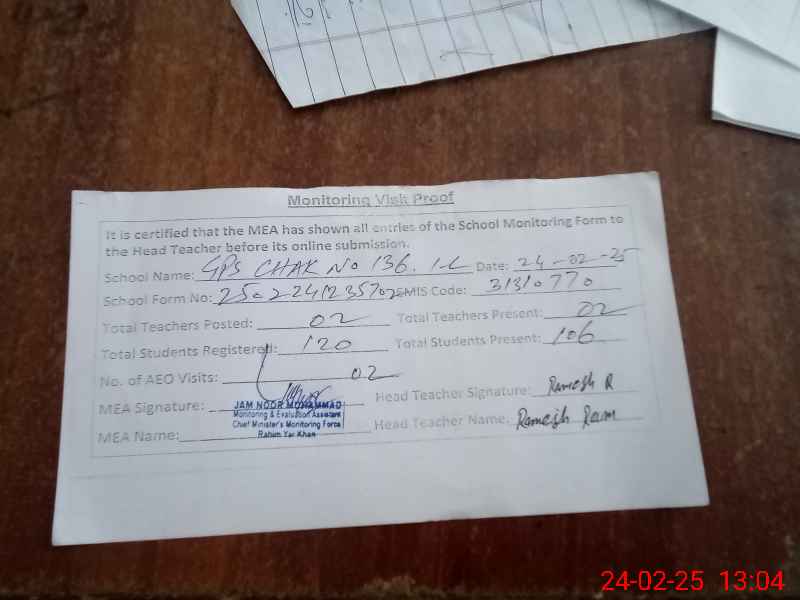 Monitoring Visit Proof
It is certified that the MEA has shown all entries of the School Monitoring Form to
the Head Teacher before its online submission.
School Name: GPS CHAK No 136. 1-L Date: 24-02-25
School Form No: EMIS Code: 31310770
Total Teachers Posted: 02 Total Teachers Present: 02
Total Students Registered: 120 Total Students Present: 106
No. of AEO Visits: 02
MEA Signature: Head Teacher Signature: Ramesh R
JAM NOOR MUHAMMAD
Monitoring & Evaluation Assistant
Chief Minister's Monitoring Force
Rahim Yar Khan
MEA Name: Head Teacher Name: Ramesh Ram
24-02-25 13:04